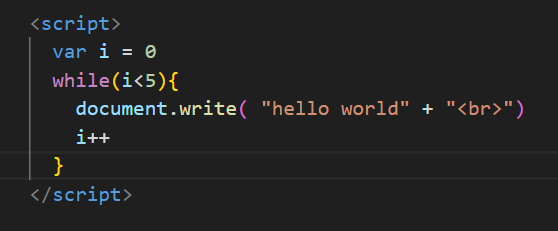 <script>
var i = 0
while(i<5){
document.write( "hello world" + "<br>")
i++
}
</script>